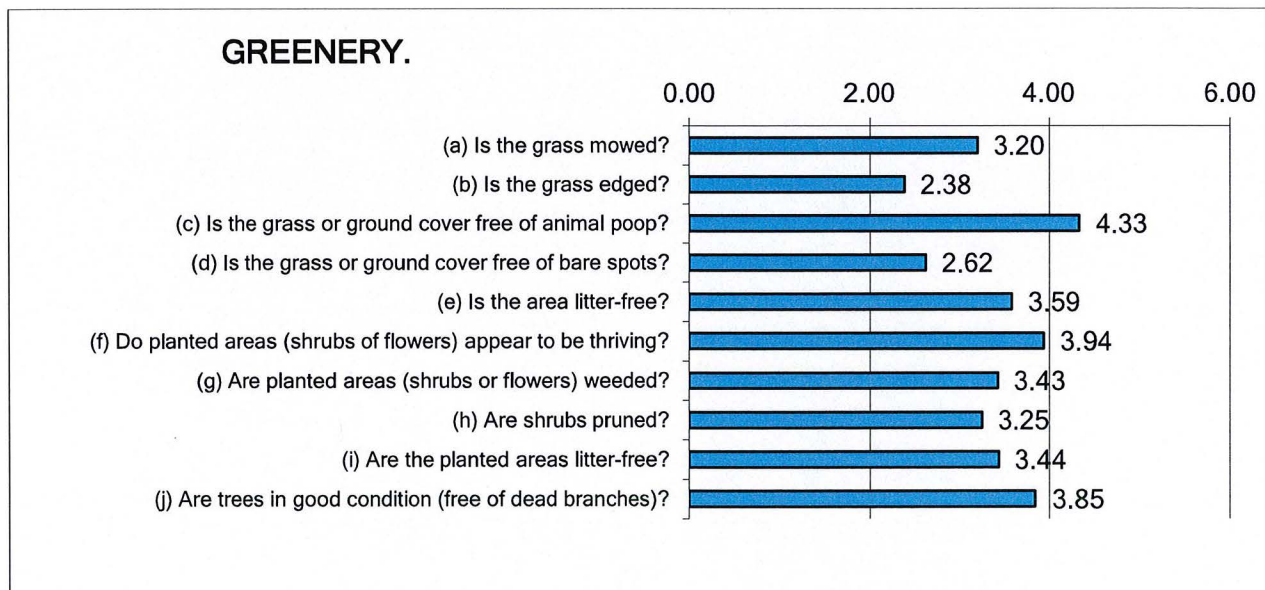 GREENERY.
0.00 2.00 4.00 6.00
(a) Is the grass mowed? 3.20
(b) Is the grass edged? 2.38
(c) Is the grass or ground cover free of animal poop? 4.33
(d) Is the grass or ground cover free of bare spots? 2.62
(e) Is the area litter-free? 3.59
(f) Do planted areas (shrubs of flowers) appear to be thriving? 3.94
(g) Are planted areas (shrubs or flowers) weeded? 3.43
(h) Are shrubs pruned? 3.25
(i) Are the planted areas litter-free? 3.44
(j) Are trees in good condition (free of dead branches)? 3.85